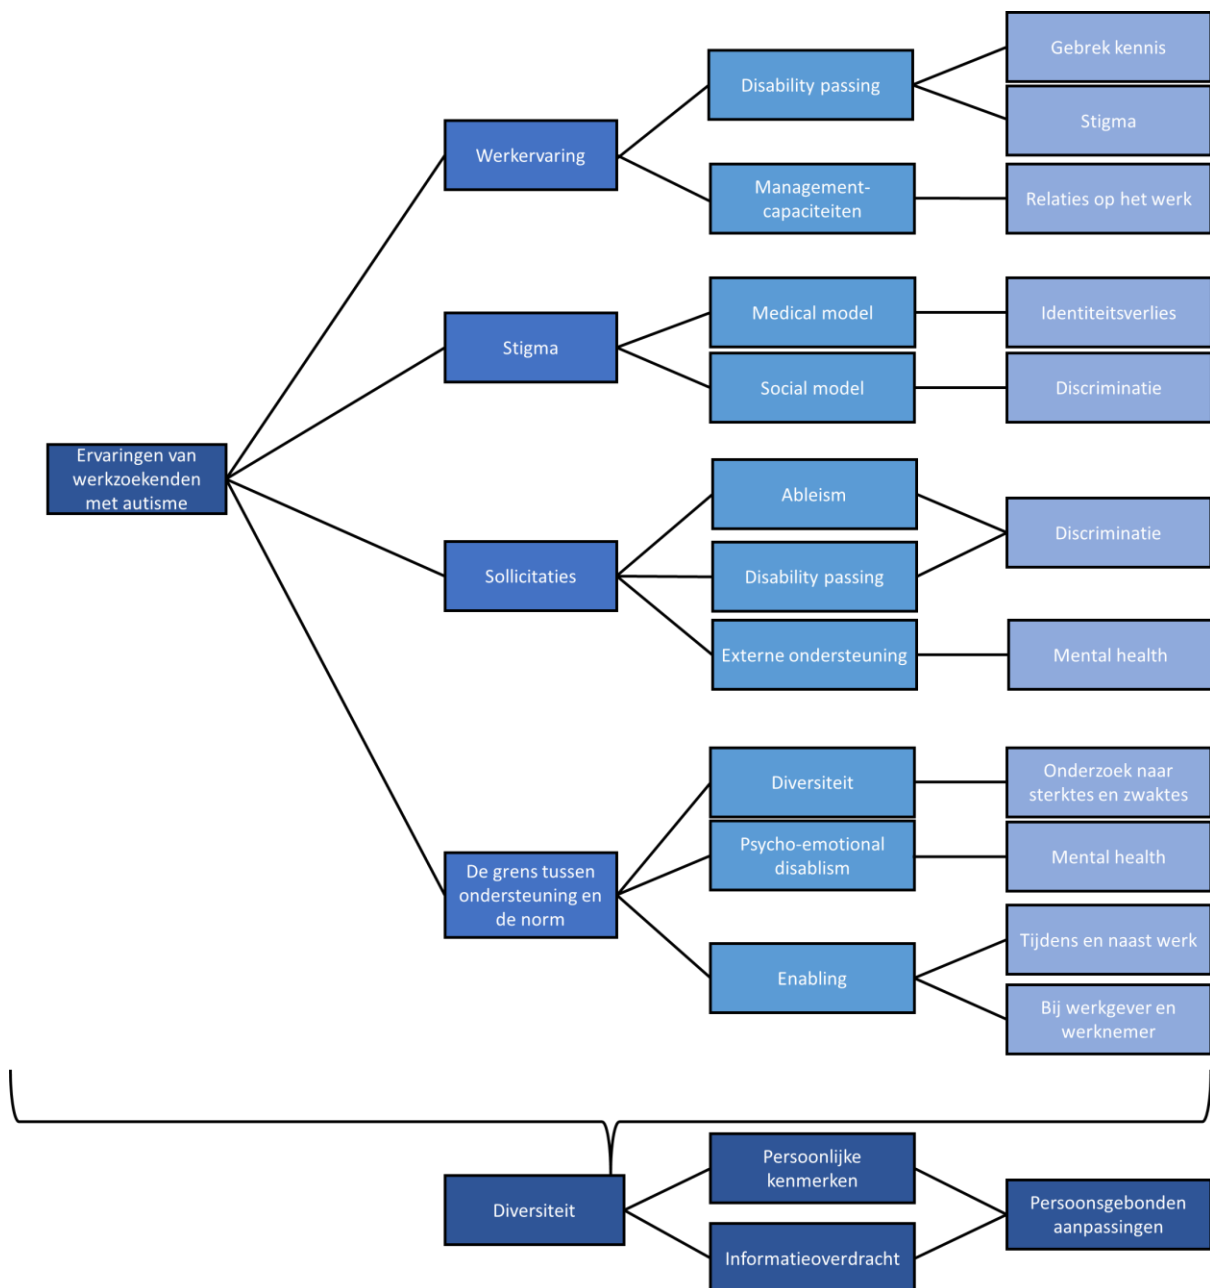 Gebrek kennis
Disability passing
Stigma
Werkervaring
Management-
capaciteiten
Relaties op het werk
Medical model
Identiteitsverlies
Stigma
Social model
Discriminatie
Ervaringen van
werkzoekenden
met autisme
Ableism
Discriminatie
Sollicitaties
Disability passing
Externe ondersteuning
Mental health
Diversiteit
Onderzoek naar
sterktes en zwaktes
Psycho-emotional
disablism
Mental health
De grens tussen
ondersteuning en
de norm
Tijdens en naast werk
Enabling
Bij werkgever en
werknemer
Persoonlijke
kenmerken
Diversiteit
Persoonsgebonden
aanpassingen
Informatieoverdracht